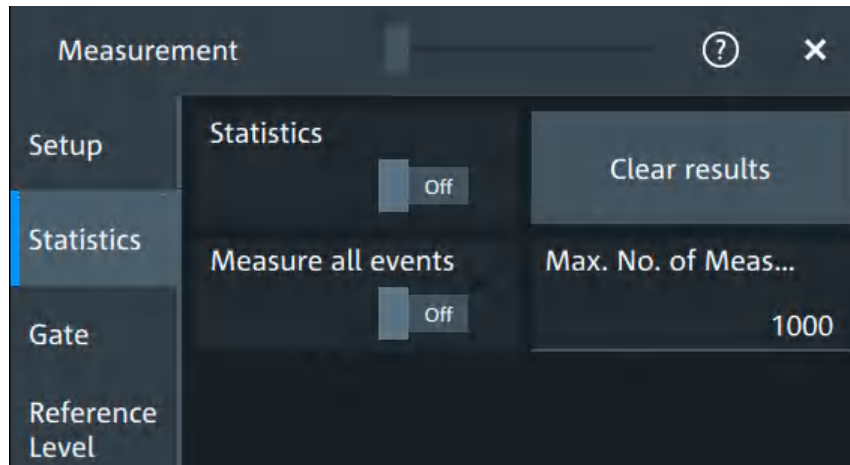 Measurement
?
Setup
Statistics
Off
Clear results
Statistics
Measure all events
Off
Max. No. of Meas...
1000
Gate
Reference
Level